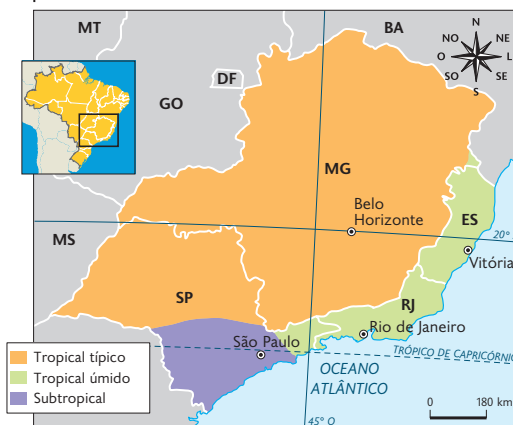 MT
BA
N
NO
NE
O
L
SO
SE
S
DF
GO
MG
Belo
Horizonte
ES
20°
MS
Vitória
SP
RJ
Rio de Janeiro
São Paulo
TRÓPICO DE CAPRICÓRNIO
Tropical típico
Tropical úmido
Subtropical
OCEANO
ATLÂNTICO
45° O
0 180 km